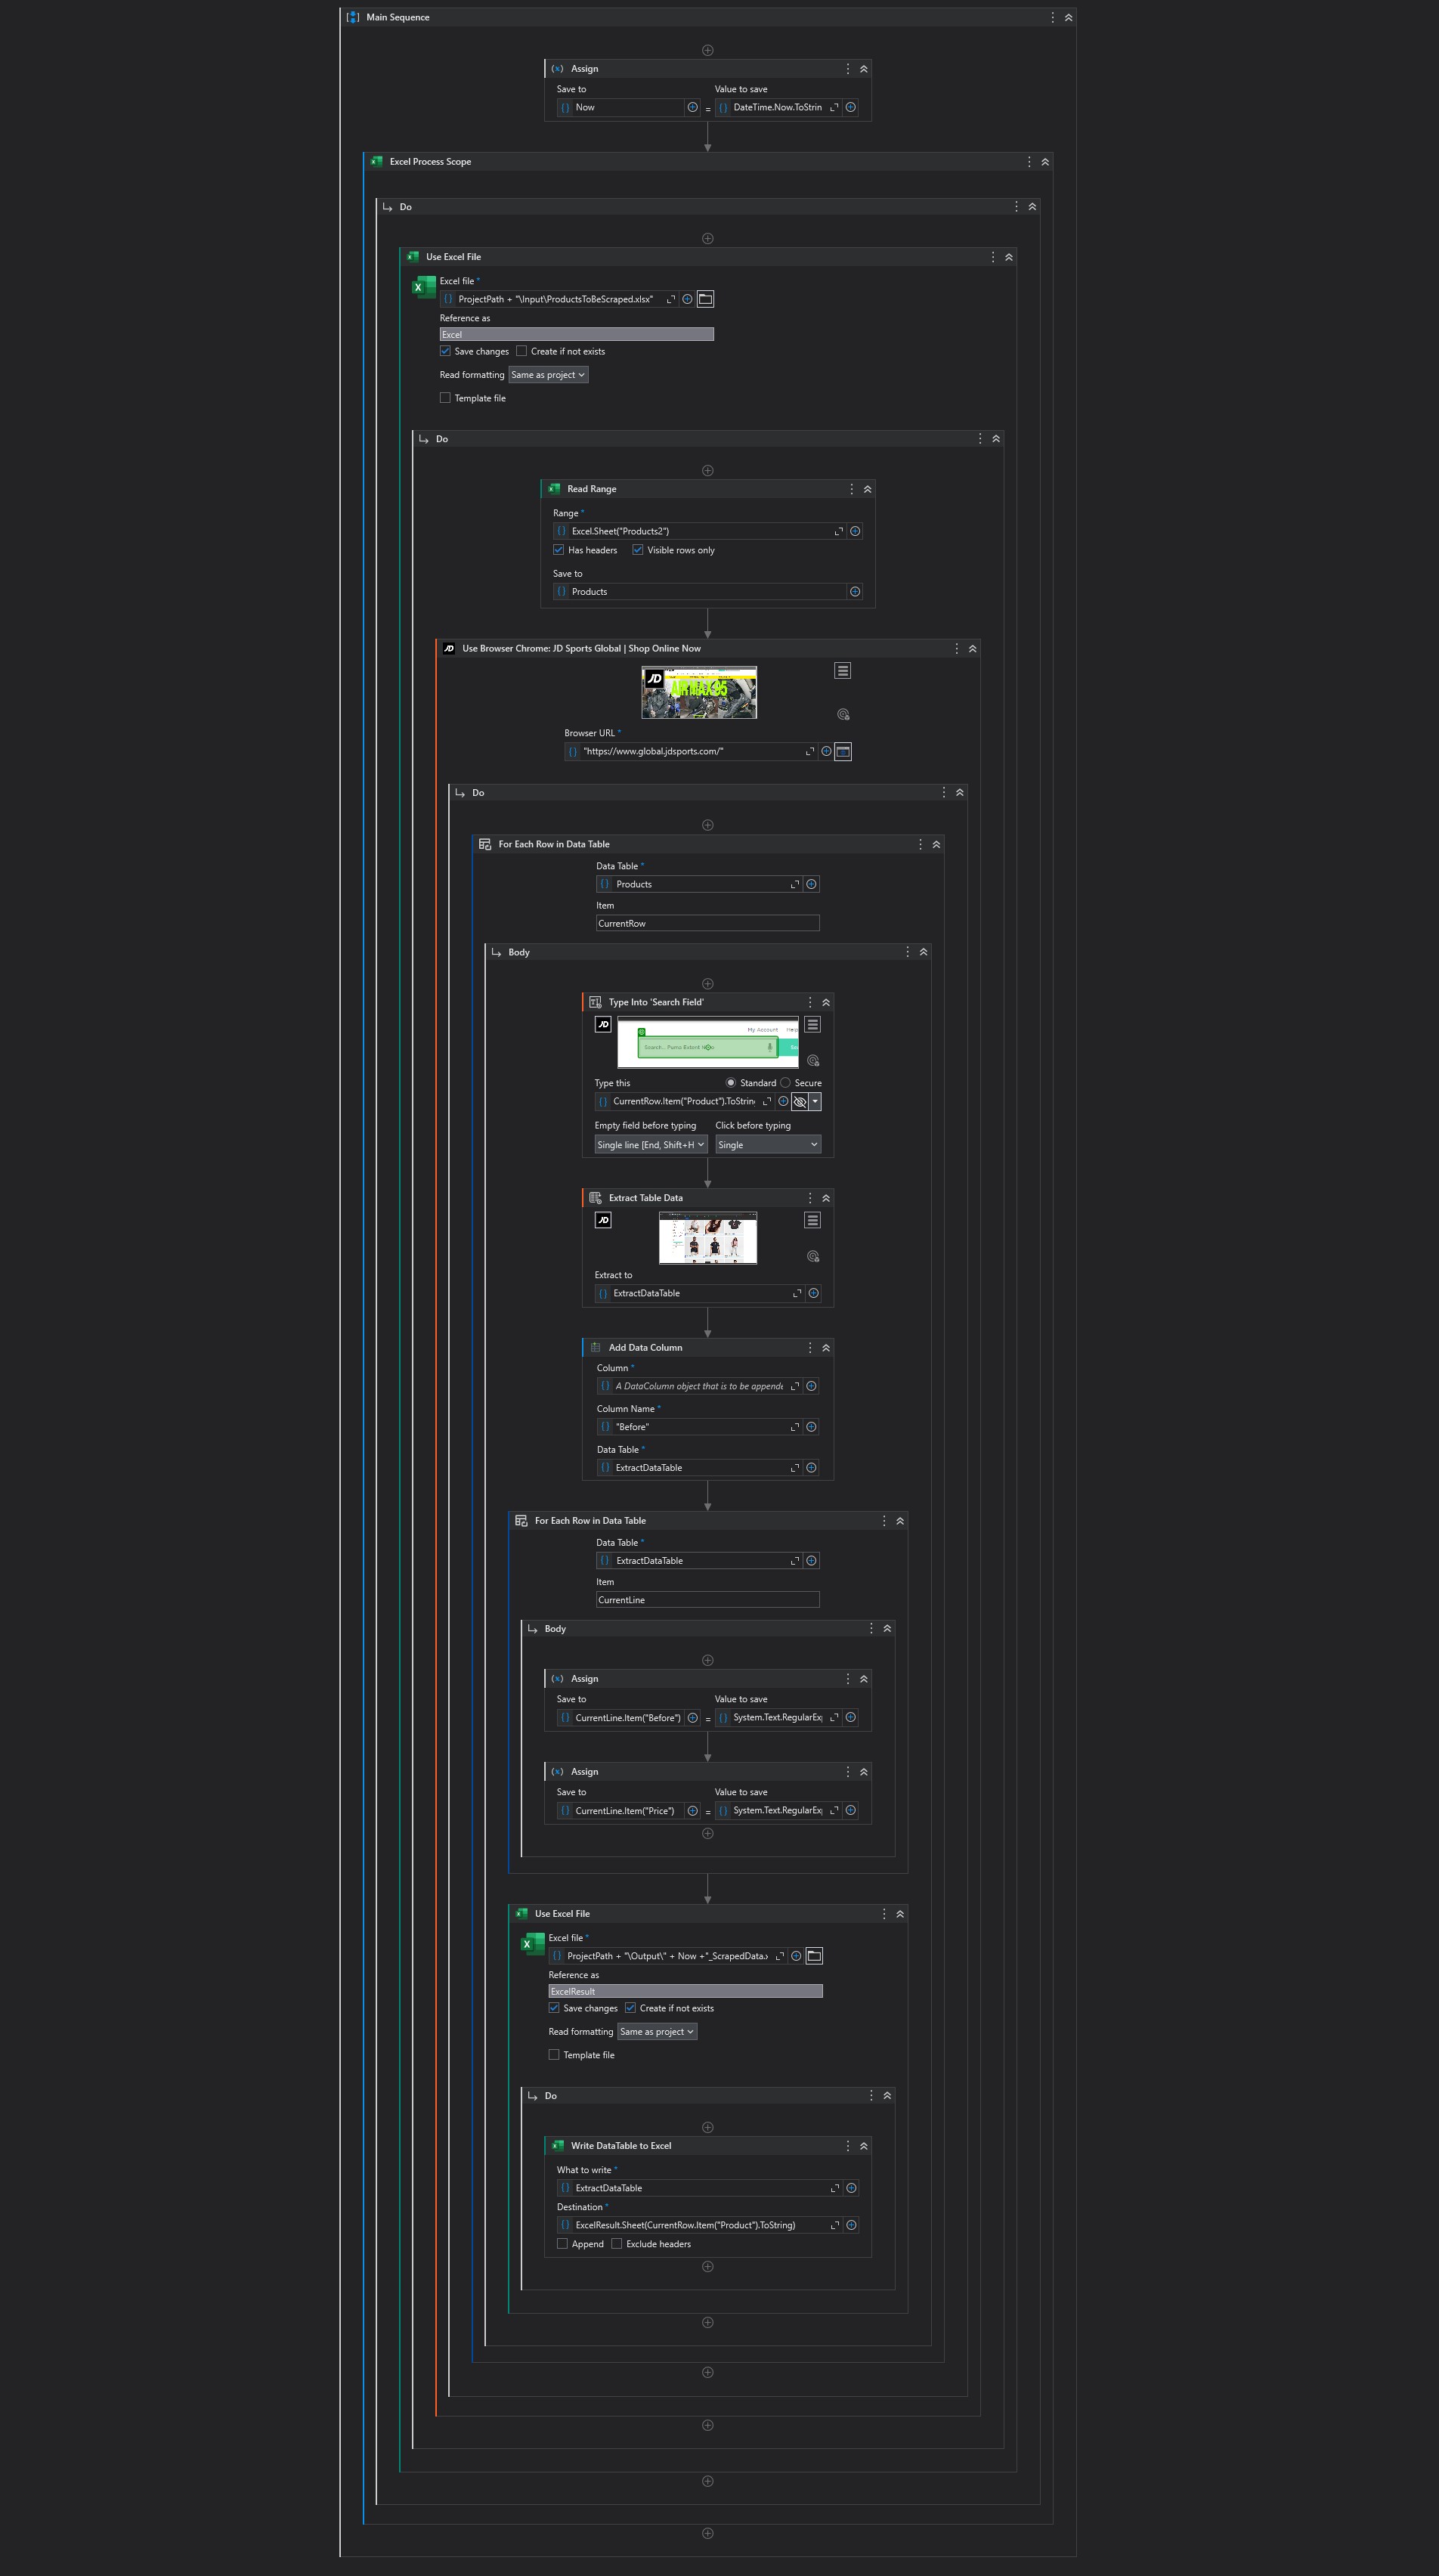 Main Sequence
Assign
Save to Value to save
Now = DateTime.Now.ToStrin
Excel Process Scope
Do
Use Excel File
Excel file *
ProjectPath + "\Input\ProductsToBeScraped.xlsx"
Reference as
Excel
Save changes Create if not exists
Read formatting Same as project
Template file
Do
Read Range
Range *
Excel.Sheet("Products2")
Has headers Visible rows only
Save to
Products
Use Browser Chrome: JD Sports Global | Shop Online Now
JD
AIRMAX95
Browser URL *
"https://www.global.jdsports.com/"
Do
For Each Row in Data Table
Data Table *
Products
Item
CurrentRow
Body
Type Into 'Search Field'
JD
My Account Help
Search...
Type this Standard Secure
CurrentRow.Item("Product").ToString
Empty field before typing Click before typing
Single line [End, Shift+H Single
Extract Table Data
JD
Extract to
ExtractDataTable
Add Data Column
Column *
A DataColumn object that is to be appende
Column Name *
"Before"
Data Table *
ExtractDataTable
For Each Row in Data Table
Data Table *
ExtractDataTable
Item
CurrentLine
Body
Assign
Save to Value to save
CurrentLine.Item("Before") = System.Text.RegularEx
Assign
Save to Value to save
CurrentLine.Item("Price") = System.Text.RegularEx
Use Excel File
Excel file *
ProjectPath + "\Output\" + Now +"_ScrapedData.x
Reference as
ExcelResult
Save changes Create if not exists
Read formatting Same as project
Template file
Do
Write DataTable to Excel
What to write *
ExtractDataTable
Destination *
ExcelResult.Sheet(CurrentRow.Item("Product").ToString)
Append Exclude headers